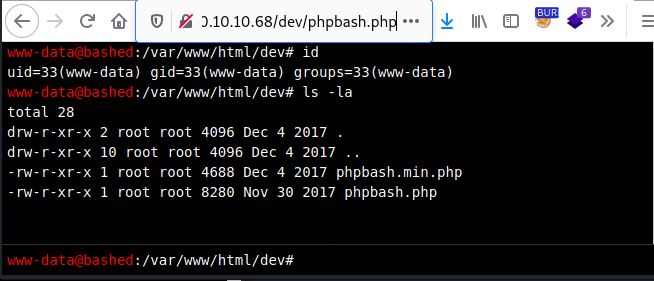 0.10.10.68/dev/phpbash.php
BUR
6
www-data@bashed:/var/www/html/dev# id
uid=33(www-data) gid=33(www-data) groups=33(www-data)
www-data@bashed:/var/www/html/dev# ls -la
total 28
drw-r-xr-x 2 root root 4096 Dec 4 2017 .
drw-r-xr-x 10 root root 4096 Dec 4 2017 ..
-rw-r-xr-x 1 root root 4688 Dec 4 2017 phpbash.min.php
-rw-r-xr-x 1 root root 8280 Nov 30 2017 phpbash.php
www-data@bashed:/var/www/html/dev#